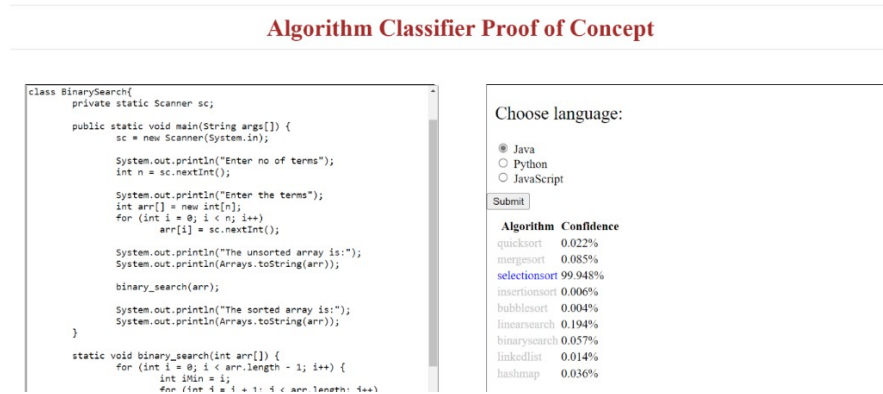 Algorithm Classifier Proof of Concept
class BinarySearch{
private static Scanner sc;
public static void main(String args[]) {
sc = new Scanner(System.in);
System.out.println("Enter no of terms");
int n = sc.nextInt();
System.out.println("Enter the terms");
int arr[] = new int[n];
for (int i = 0; i < n; i++)
arr[i] = sc.nextInt();
System.out.println("The unsorted array is:");
System.out.println(Arrays.toString(arr));
binary_search(arr);
System.out.println("The sorted array is:");
System.out.println(Arrays.toString(arr));
}
static void binary_search(int arr[]) {
for (int i = 0; i < arr.length - 1; i++) {
int iMin = i;
for (int j = i + 1; j < arr.length; j++)
Choose language:
Java
Python
JavaScript
Submit
Algorithm Confidence
quicksort 0.022%
mergesort 0.085%
selectionsort 99.948%
insertionsort 0.006%
bubblesort 0.004%
linearsearch 0.194%
binarysearch 0.057%
linkedlist 0.014%
hashmap 0.036%